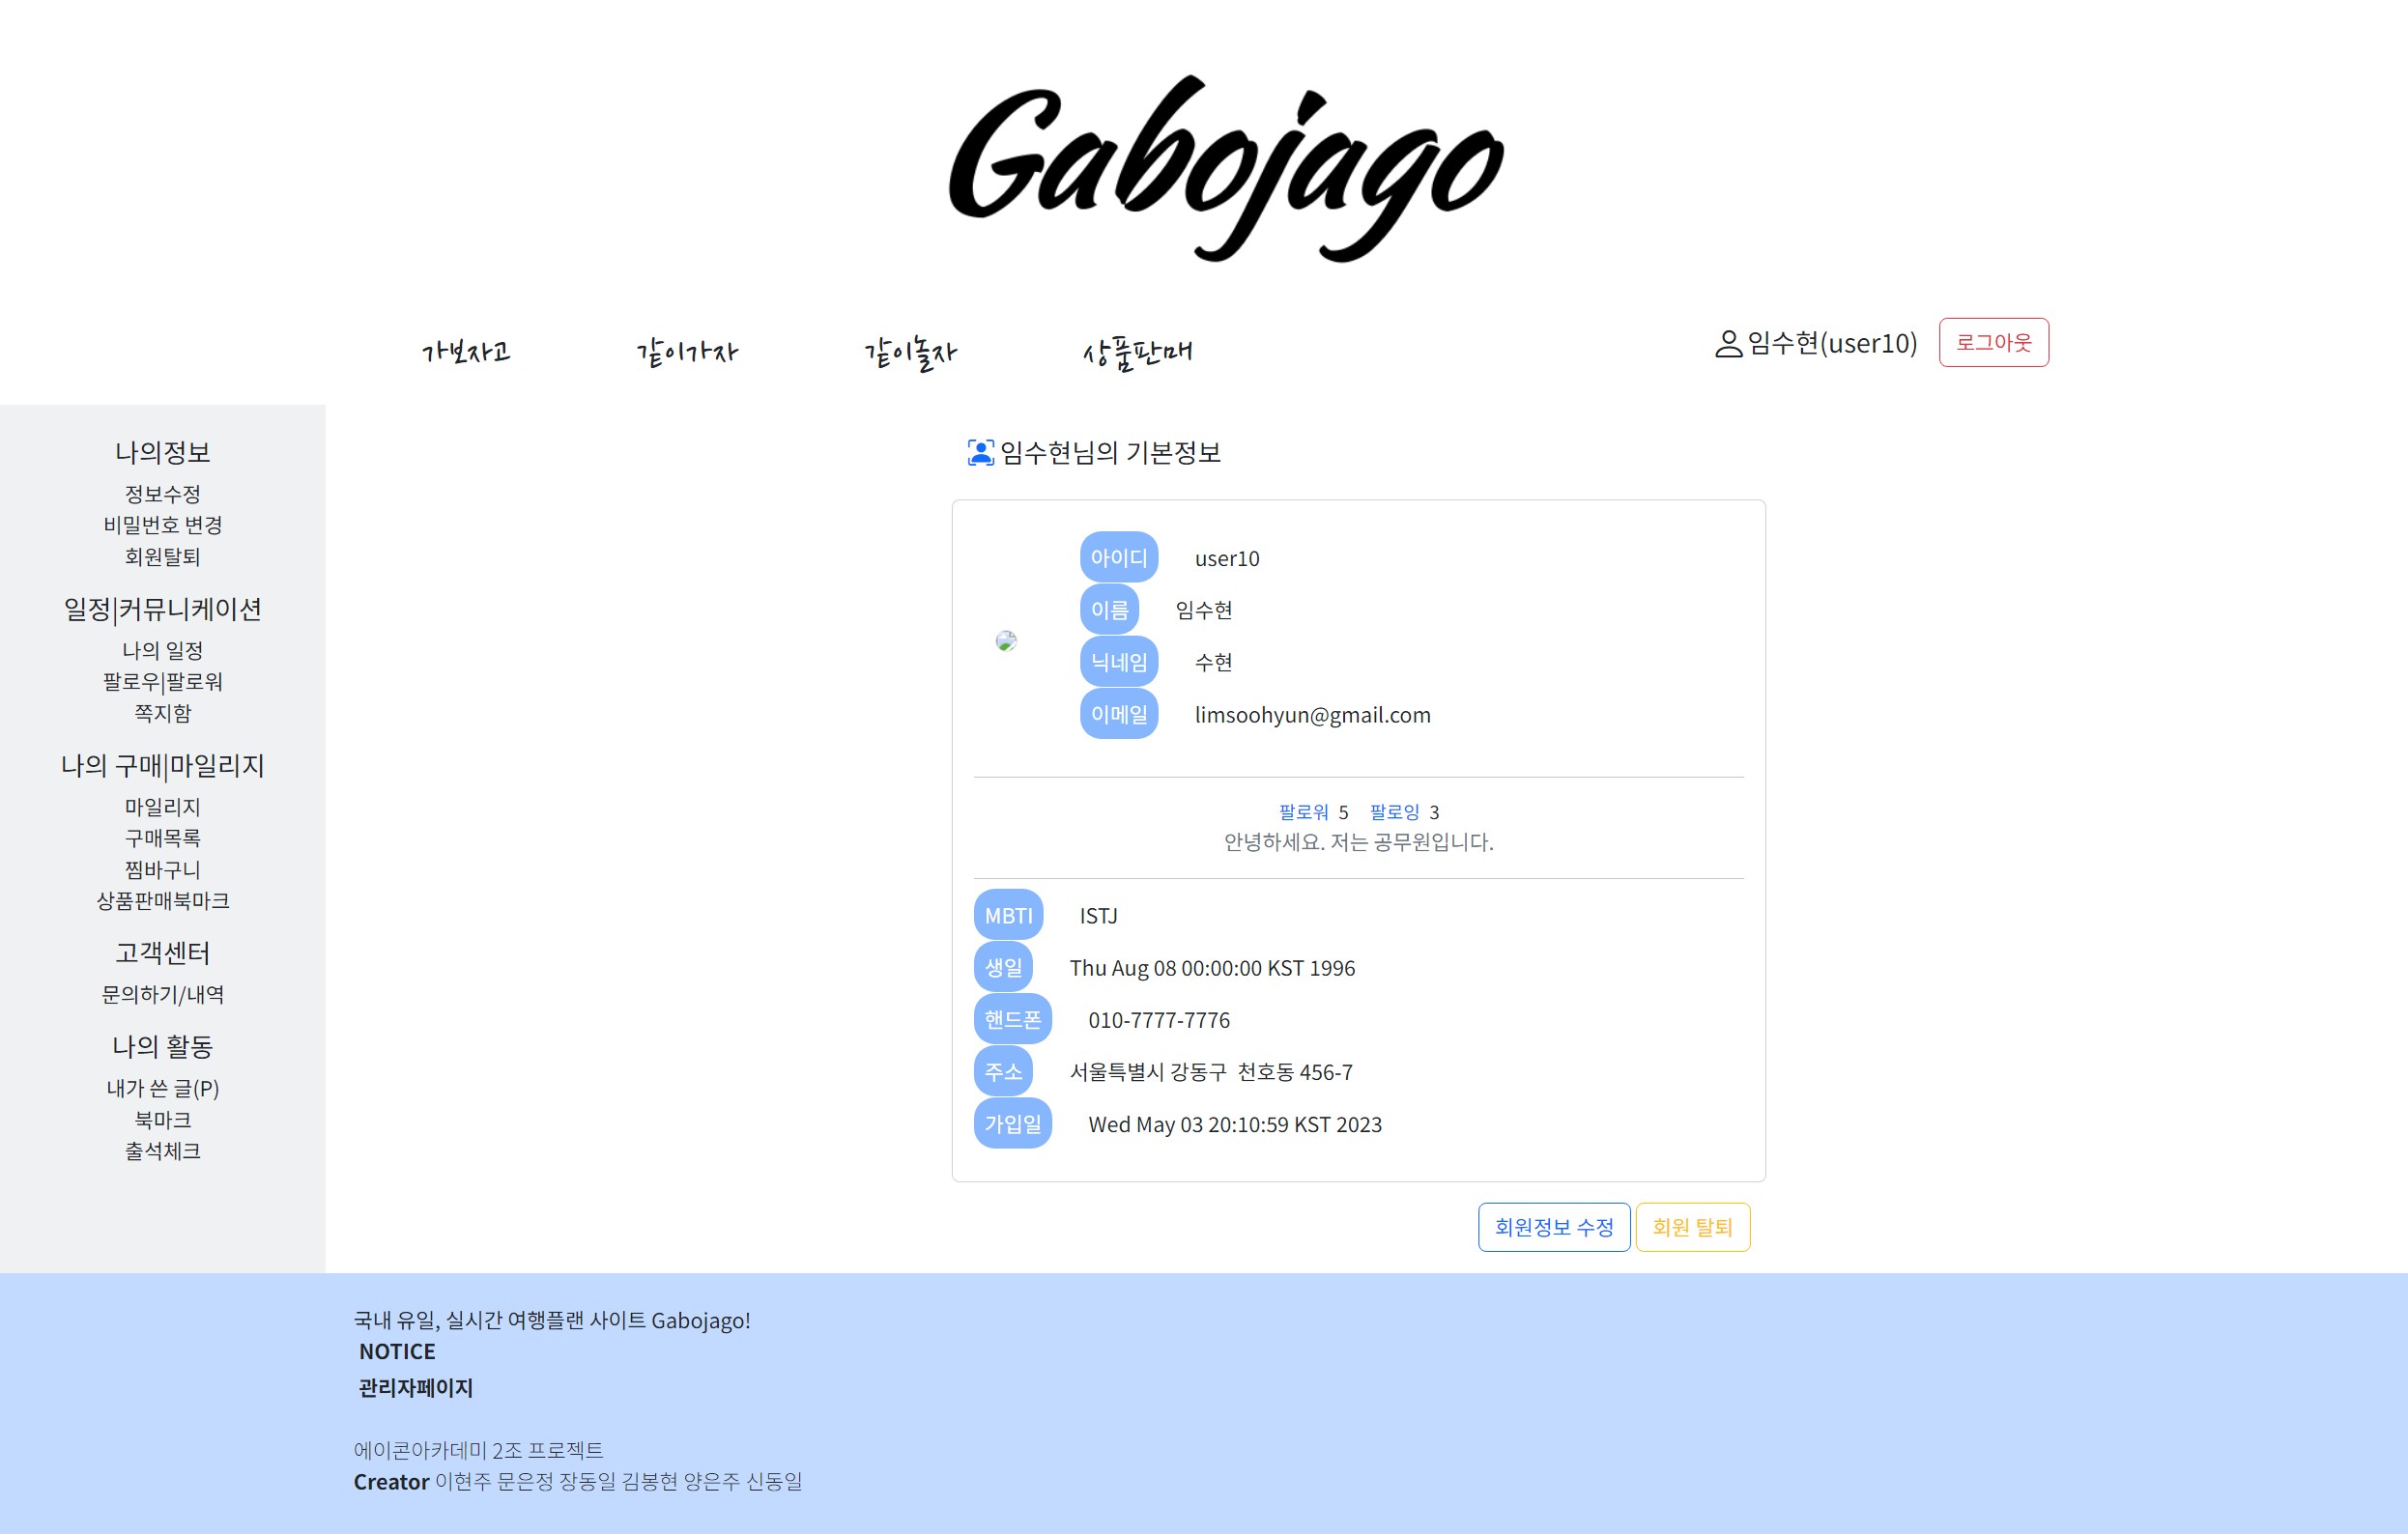 Gabojago
가보자고 같이가자 같이놀자 상품판매
임수현(user10) 로그아웃
나의정보
정보수정
비밀번호 변경
회원탈퇴
일정|커뮤니케이션
나의 일정
팔로우|팔로워
쪽지함
나의 구매|마일리지
마일리지
구매목록
찜바구니
상품판매북마크
고객센터
문의하기/내역
나의 활동
내가 쓴 글(P)
북마크
출석체크
임수현님의 기본정보
아이디 user10
이름 임수현
닉네임 수현
이메일 limsoohyun@gmail.com
팔로워 5 팔로잉 3
안녕하세요. 저는 공무원입니다.
MBTI ISTJ
생일 Thu Aug 08 00:00:00 KST 1996
핸드폰 010-7777-7776
주소 서울특별시 강동구 천호동 456-7
가입일 Wed May 03 20:10:59 KST 2023
회원정보 수정 회원 탈퇴
국내 유일, 실시간 여행플랜 사이트 Gabojago!
NOTICE
관리자페이지
에이콘아카데미 2조 프로젝트
Creator 이현주 문은정 장동일 김봉현 양은주 신동일